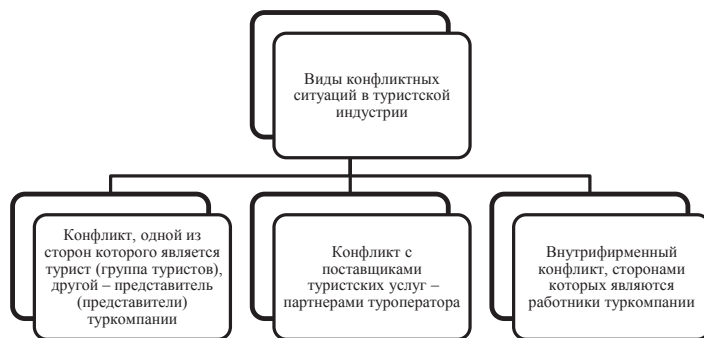 Виды конфликтных
ситуаций в туристской
индустрии
Конфликт, одной из
сторон которого является
турист (группа туристов),
другой – представитель
(представители)
туркомпании
Конфликт с
поставщиками
туристских услуг –
партнерами туроператора
Внутрифирменный
конфликт, сторонами
которых являются
работники туркомпании